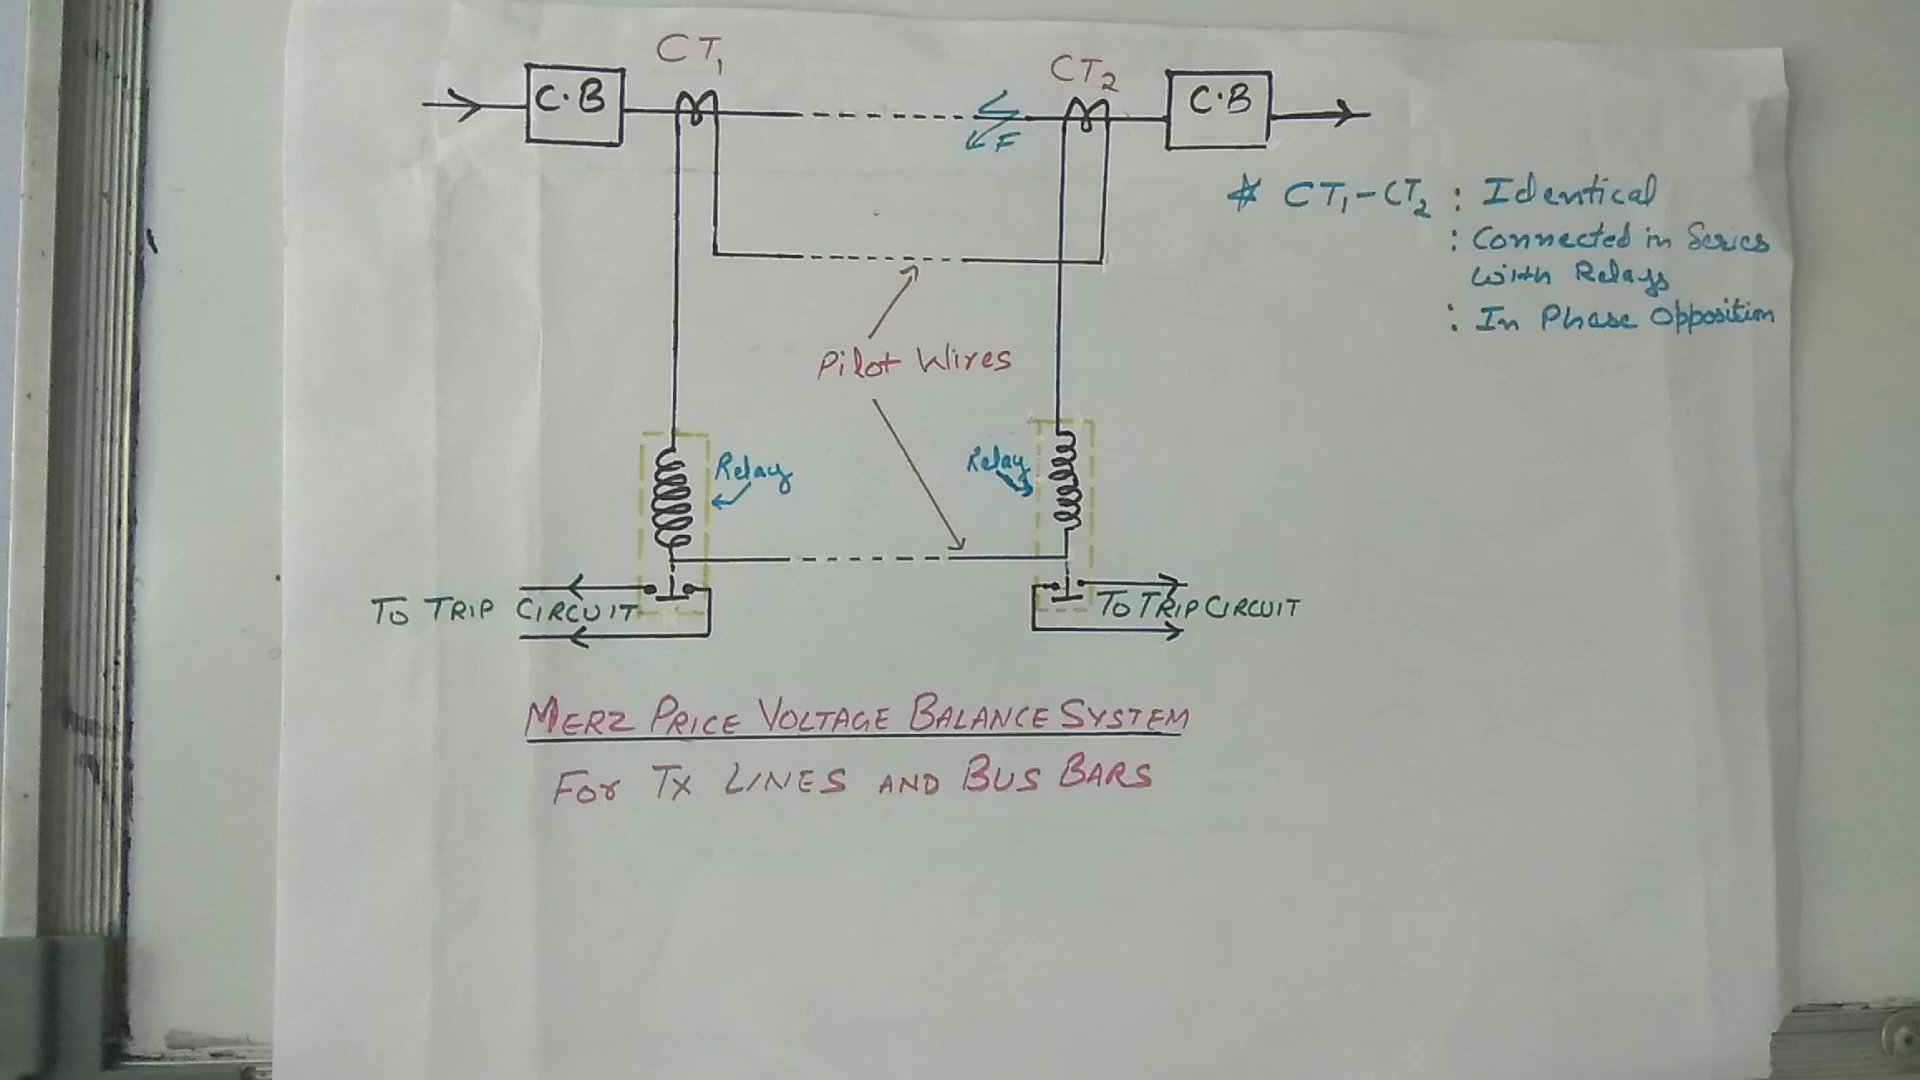 CT1
CT2
C.B
C.B
F
* CT1-CT2 : Identical
: Connected in Series
with Relays
: In Phase Opposition
Pilot Wires
Relay
Relay
TO TRIP CIRCUIT
TO TRIP CIRCUIT
MERZ PRICE VOLTAGE BALANCE SYSTEM
For TX LINES AND BUS BARS